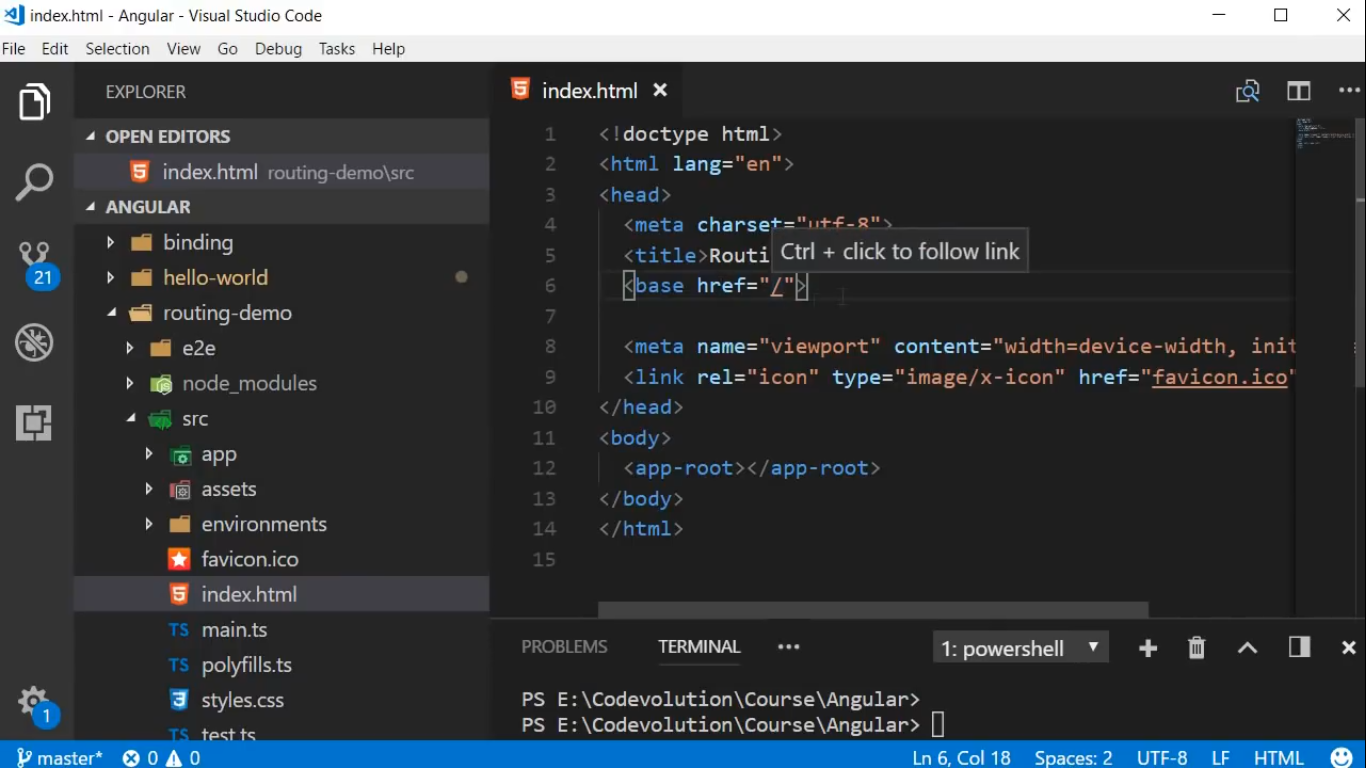 index.html - Angular - Visual Studio Code
File Edit Selection View Go Debug Tasks Help
EXPLORER
OPEN EDITORS
index.html routing-demo\src
ANGULAR
binding
hello-world
routing-demo
e2e
node_modules
src
app
assets
environments
favicon.ico
index.html
TS main.ts
TS polyfills.ts
styles.css
TS test.ts
21
1
index.html
1 <!doctype html>
2 <html lang="en">
3 <head>
4 <meta charset="utf-8">
5 <title>Routi
Ctrl + click to follow link
6 <base href="/">
7
8 <meta name="viewport" content="width=device-width, init
9 <link rel="icon" type="image/x-icon" href="favicon.ico"
10 </head>
11 <body>
12 <app-root></app-root>
13 </body>
14 </html>
15
PROBLEMS TERMINAL ••• 1: powershell
PS E:\Codevolution\Course\Angular>
PS E:\Codevolution\Course\Angular>
master* 0 0 Ln 6, Col 18 Spaces: 2 UTF-8 LF HTML